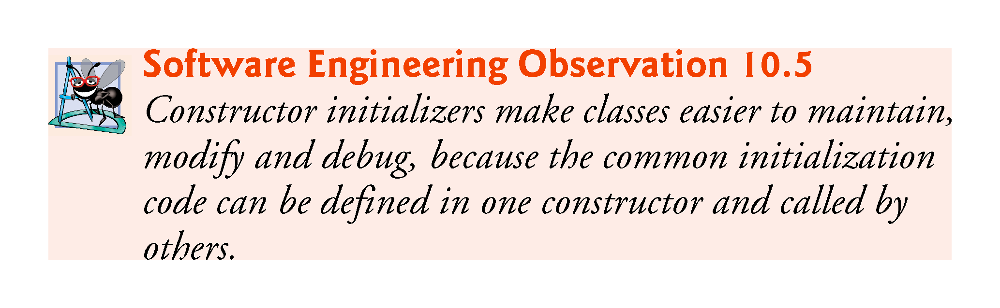 Software Engineering Observation 10.5
Constructor initializers make classes easier to maintain,
modify and debug, because the common initialization
code can be defined in one constructor and called by
others.